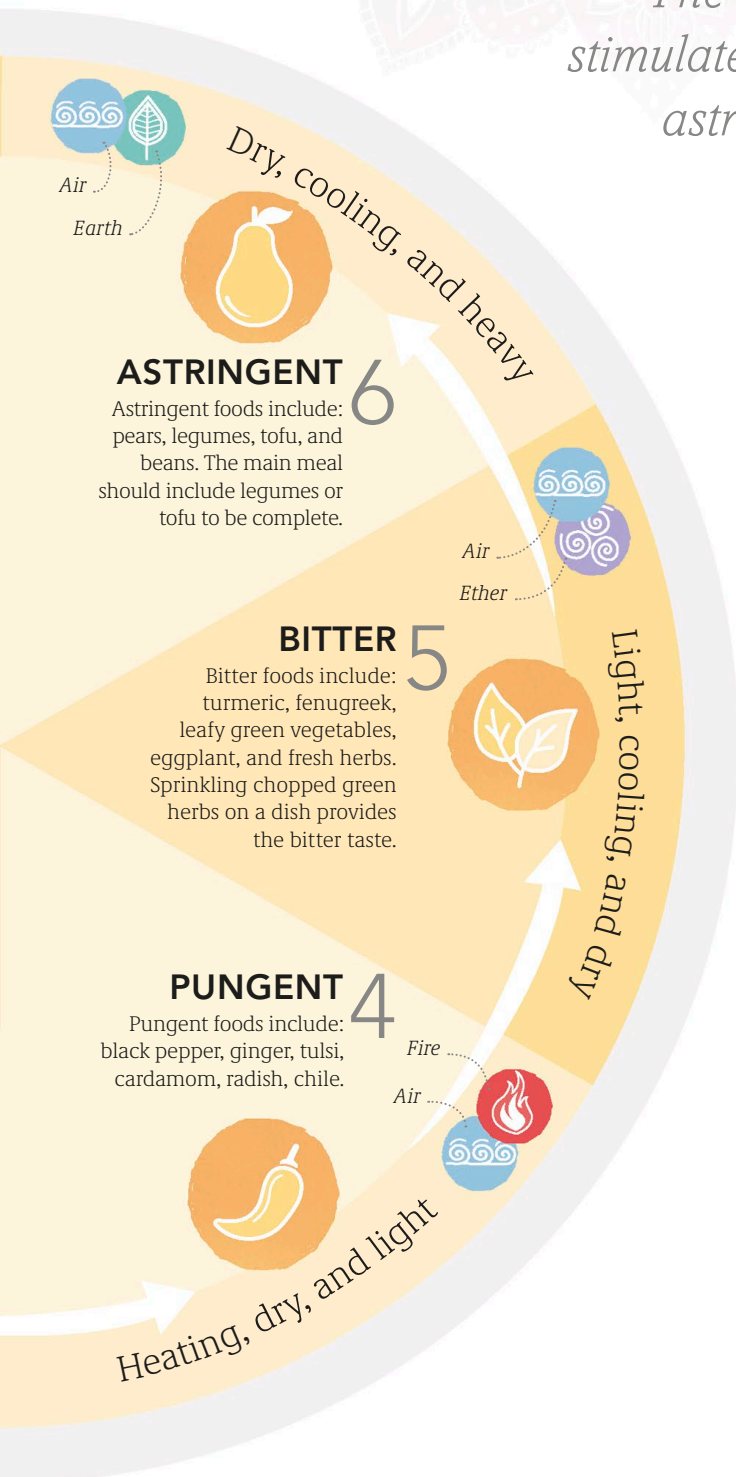 The
stimulate
astr
Air
Earth
Dry, cooling, and heavy
ASTRINGENT
6
Astringent foods include:
pears, legumes, tofu, and
beans. The main meal
should include legumes or
tofu to be complete.
Air
Ether
Light, cooling, and dry
BITTER
5
Bitter foods include:
turmeric, fenugreek,
leafy green vegetables,
eggplant, and fresh herbs.
Sprinkling chopped green
herbs on a dish provides
the bitter taste.
PUNGENT
4
Pungent foods include:
black pepper, ginger, tulsi,
cardamom, radish, chile.
Fire
Air
Heating, dry, and light